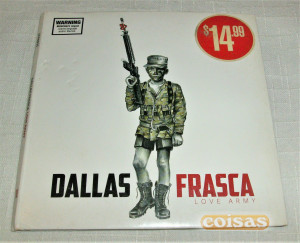 WARNING
$14.99
DALLAS FRASCA
LOVE ARMY
coisas